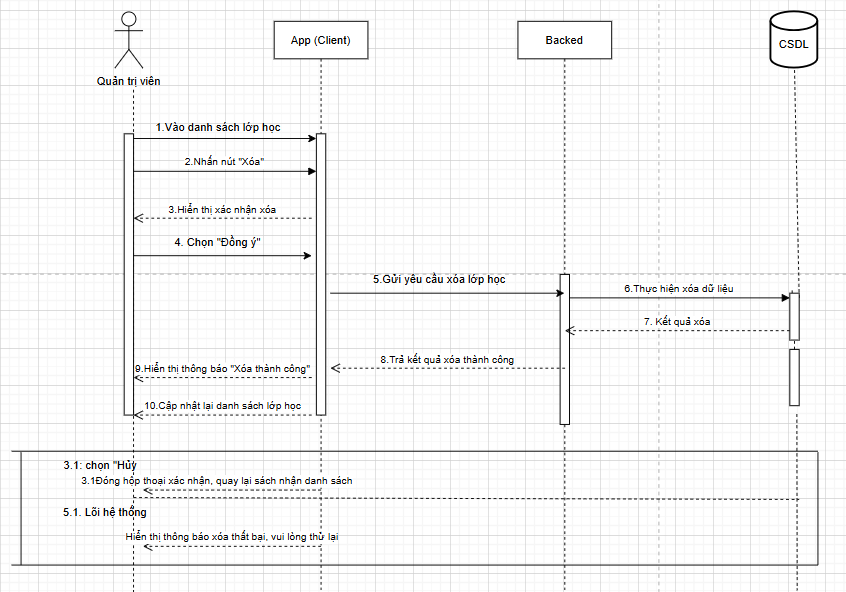 App (Client)
Backed
CSDL
Quản trị viên
1.Vào danh sách lớp học
2.Nhấn nút "Xóa"
3.Hiển thị xác nhận xóa
4. Chọn "Đồng ý"
5.Gửi yêu cầu xóa lớp học
6.Thực hiện xóa dữ liệu
7. Kết quả xóa
8.Trả kết quả xóa thành công
9.Hiển thị thông báo "Xóa thành công"
10.Cập nhật lại danh sách lớp học
3.1: chọn "Hủy
3.1Đóng hộp thoại xác nhận, quay lại sách nhận danh sách
5.1. Lỗi hệ thống
Hiển thị thông báo xóa thất bại, vui lòng thử lại